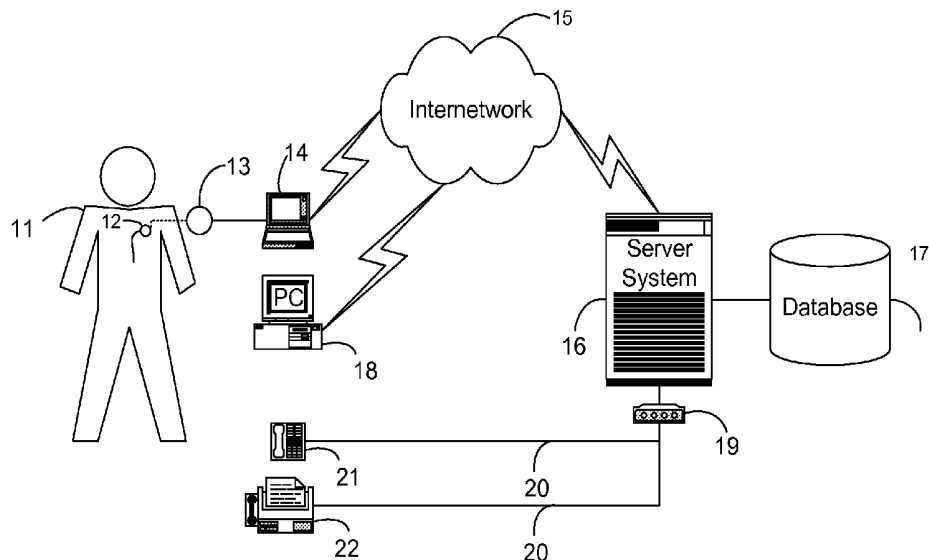 15
Internetwork
13
14
11
12
Server
System
17
PC
Database
16
18
19
21
20
22
20